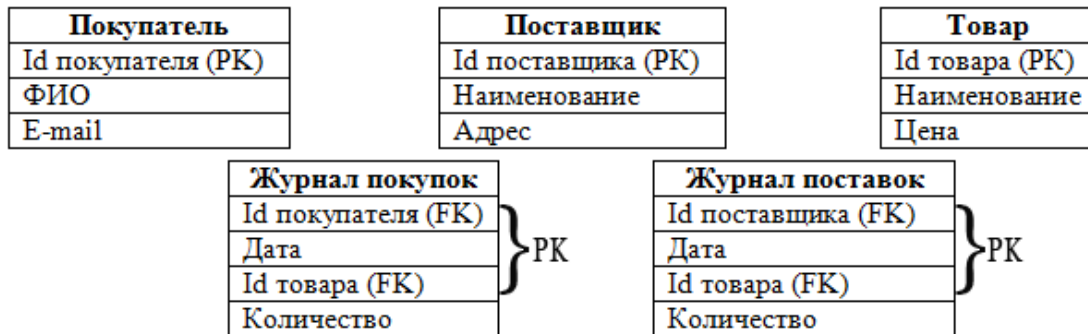 Покупатель
Id покупателя (PK)
ФИО
E-mail
Поставщик
Id поставщика (PK)
Наименование
Адрес
Товар
Id товара (PK)
Наименование
Цена
Журнал покупок
Id покупателя (FK)
Дата
Id товара (FK)
Количество
PK
Журнал поставок
Id поставщика (FK)
Дата
Id товара (FK)
Количество
PK